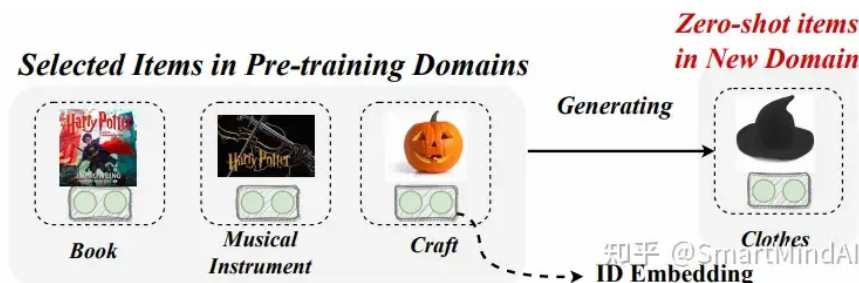 Zero-shot items
in New Domain
Selected Items in Pre-training Domains
Generating
Harry Potter
J.K. ROWLING
Harry Potter
Book
Musical
Instrument
Craft
Clothes
知乎 @SmartMindAI
ID Embedding